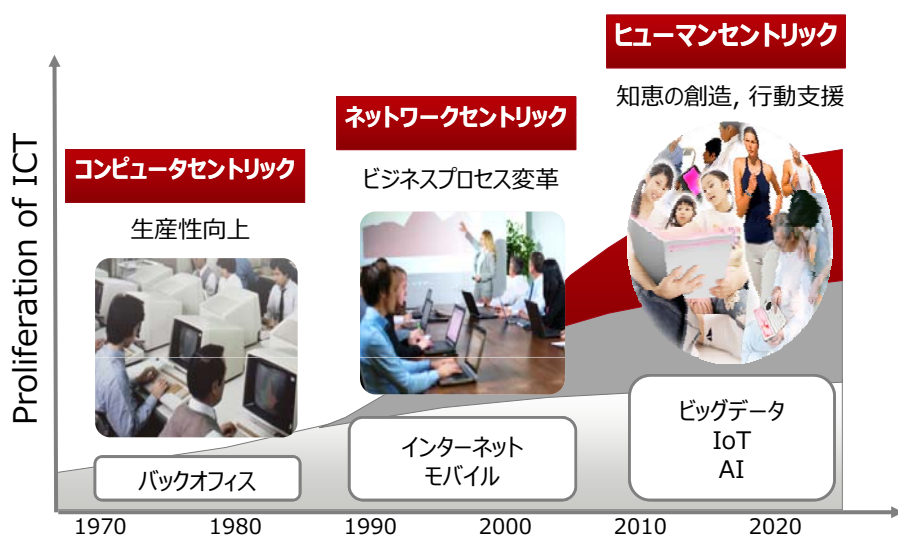 ヒューマンセントリック
知恵の創造, 行動支援
ネットワークセントリック
ビジネスプロセス変革
コンピュータセントリック
生産性向上
Proliferation of ICT
バックオフィス
インターネット
モバイル
ビッグデータ
IoT
AI
1970 1980 1990 2000 2010 2020